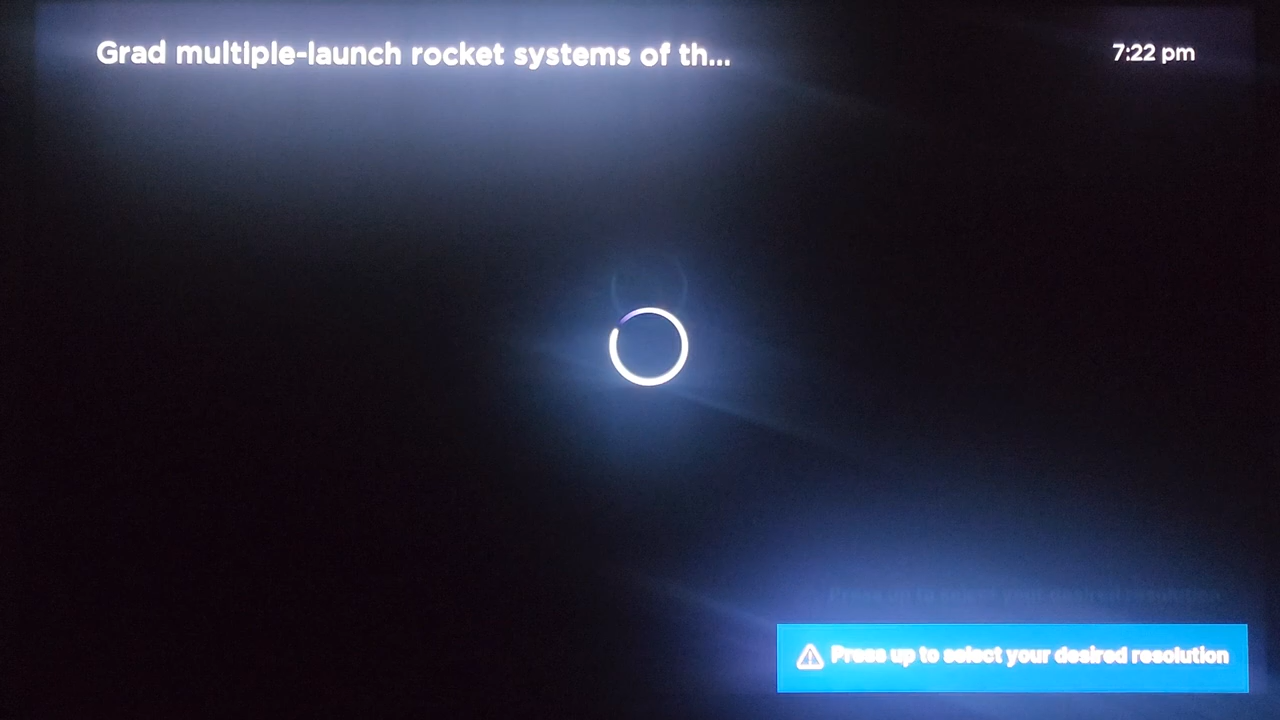 Grad multiple-launch rocket systems of th...
7:22 pm
Press up to select your desired resolution